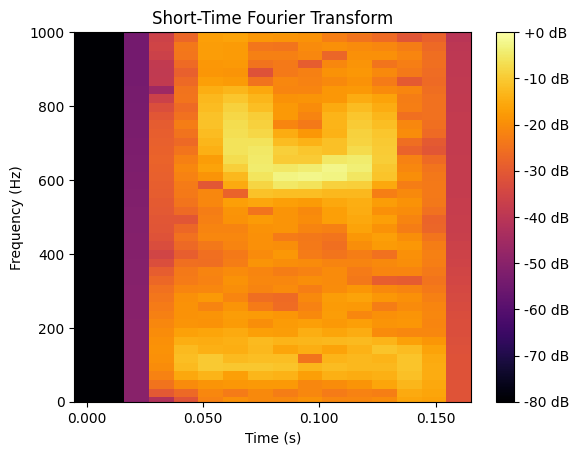 Short-Time Fourier Transform
1000
800
600
400
200
0
Frequency (Hz)
0.000
0.050
0.100
0.150
Time (s)
+0 dB
-10 dB
-20 dB
-30 dB
-40 dB
-50 dB
-60 dB
-70 dB
-80 dB